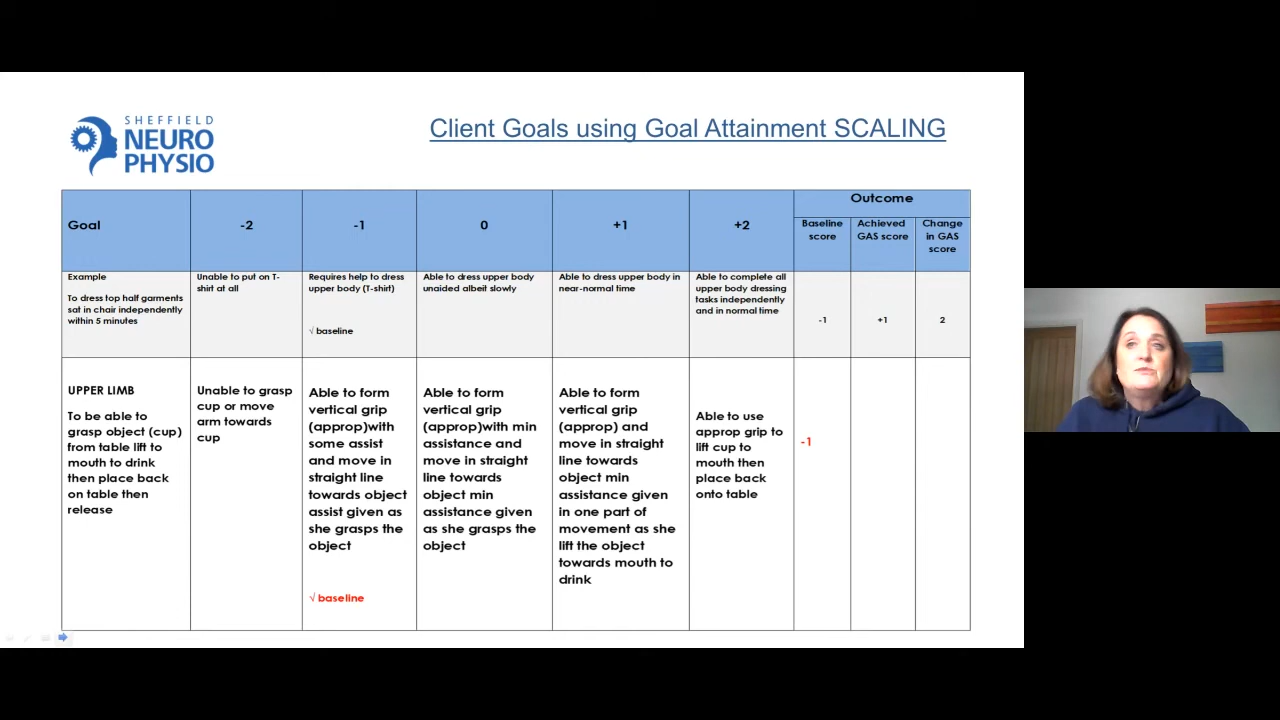 SHEFFIELD
NEURO
PHYSIO
Client Goals using Goal Attainment SCALING
Goal
-2
-1
0
+1
+2
Outcome
Baseline
score
Achieved
GAS score
Change
in GAS
score
Example
To dress top half garments
sat in chair independently
within 5 minutes
Unable to put on T-
shirt at all
Requires help to dress
upper body (T-shirt)
√ baseline
Able to dress upper body
unaided albeit slowly
Able to dress upper body in
near-normal time
Able to complete all
upper body dressing
tasks independently
and in normal time
-1
+1
2
UPPER LIMB
To be able to
grasp object (cup)
from table lift to
mouth to drink
then place back
on table then
release
Unable to grasp
cup or move
arm towards
cup
Able to form
vertical grip
(approp)with
some assist
and move in
straight line
towards object
assist given as
she grasps the
object
√ baseline
Able to form
vertical grip
(approp)with min
assistance and
move in straight
line towards
object min
assistance given
as she grasps the
object
Able to form
vertical grip
(approp) and
move in straight
line towards
object min
assistance given
in one part of
movement as she
lift the object
towards mouth to
drink
Able to use
approp grip to
lift cup to
mouth then
place back
onto table
-1